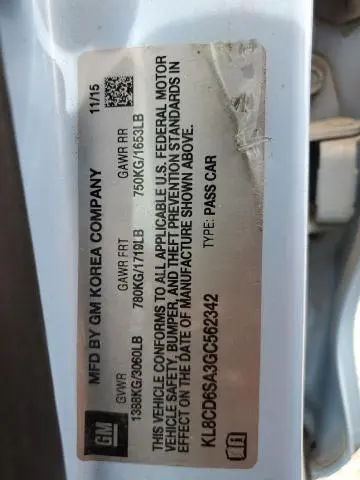 GM
MFD BY GM KOREA COMPANY 11/15
GVWR GAWR FRT GAWR RR
1388KG/3060LB 780KG/1719LB 750KG/1653LB
THIS VEHICLE CONFORMS TO ALL APPLICABLE U.S. FEDERAL MOTOR
VEHICLE SAFETY, BUMPER, AND THEFT PREVENTION STANDARDS IN
EFFECT ON THE DATE OF MANUFACTURE SHOWN ABOVE.
KL8CD6SA3GC562342 TYPE: PASS CAR